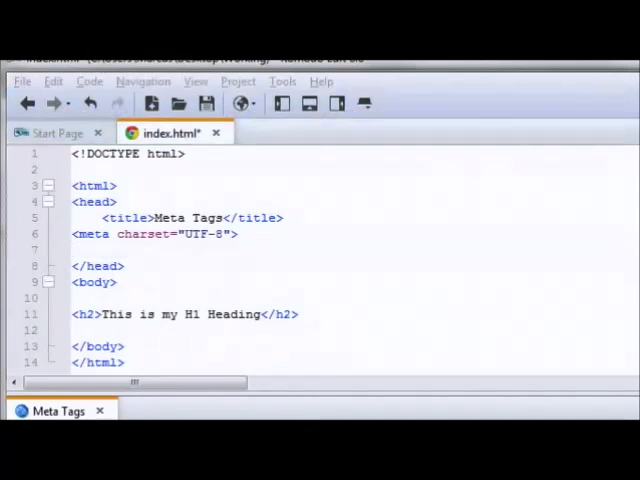 File Edit Code Navigation View Project Tools Help
Start Page index.html*
1 <!DOCTYPE html>
2
3 <html>
4 <head>
5 <title>Meta Tags</title>
6 <meta charset="UTF-8">
7
8 </head>
9 <body>
10
11 <h2>This is my H1 Heading</h2>
12
13 </body>
14 </html>
Meta Tags